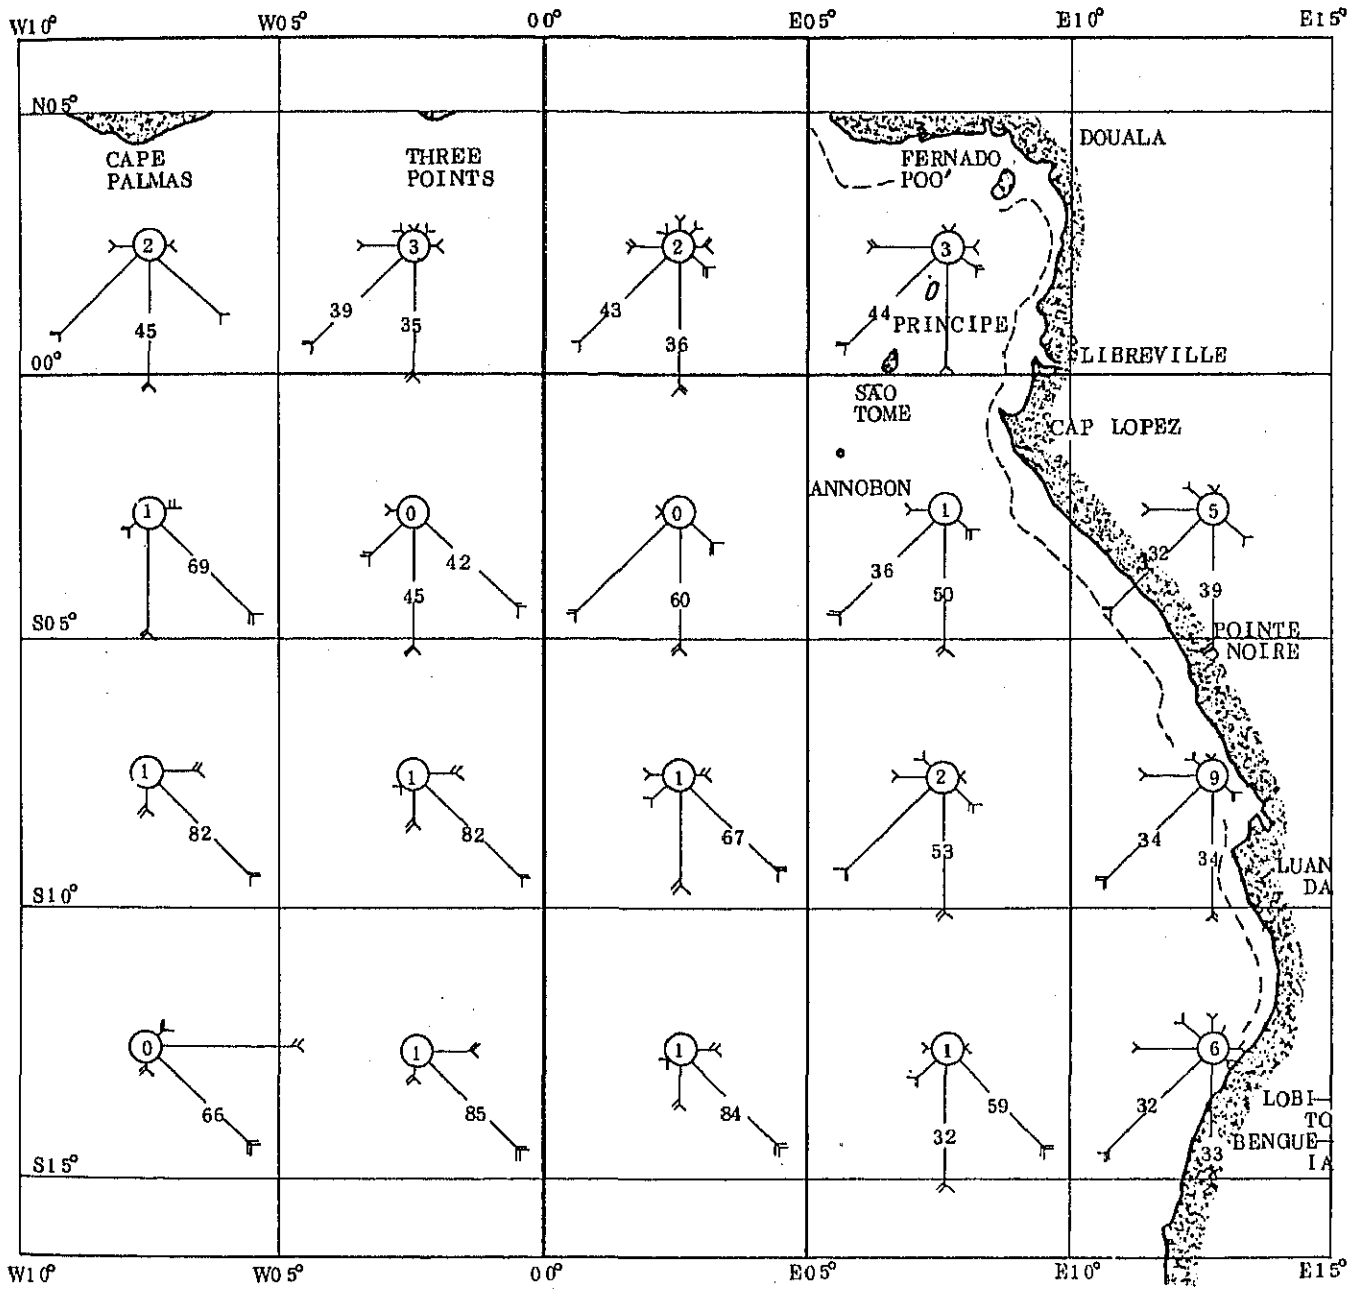 W10° W05° 00° E05° E10° E15°
N05°
DOUALA
CAPE
PALMAS
THREE
POINTS
FERNADO
POO
2 3 2 3
39 43 44
45 35 36
PRINCIPE
00°
LIBREVILLE
SAO
TOME
CAP LOPEZ
ANNOBON
1 0 0 1 5
69 42 36 32
45 60 50 39
S05°
POINTE
NOIRE
1 1 1 2 9
82 82 67 53 34 34
LUAN
DA
S10°
0 1 1 1 6
66 85 84 59 32
32 33
LOBI-
TO
BENGUE-
IA
S15°
W10° W05° 00° E05° E10° E15°